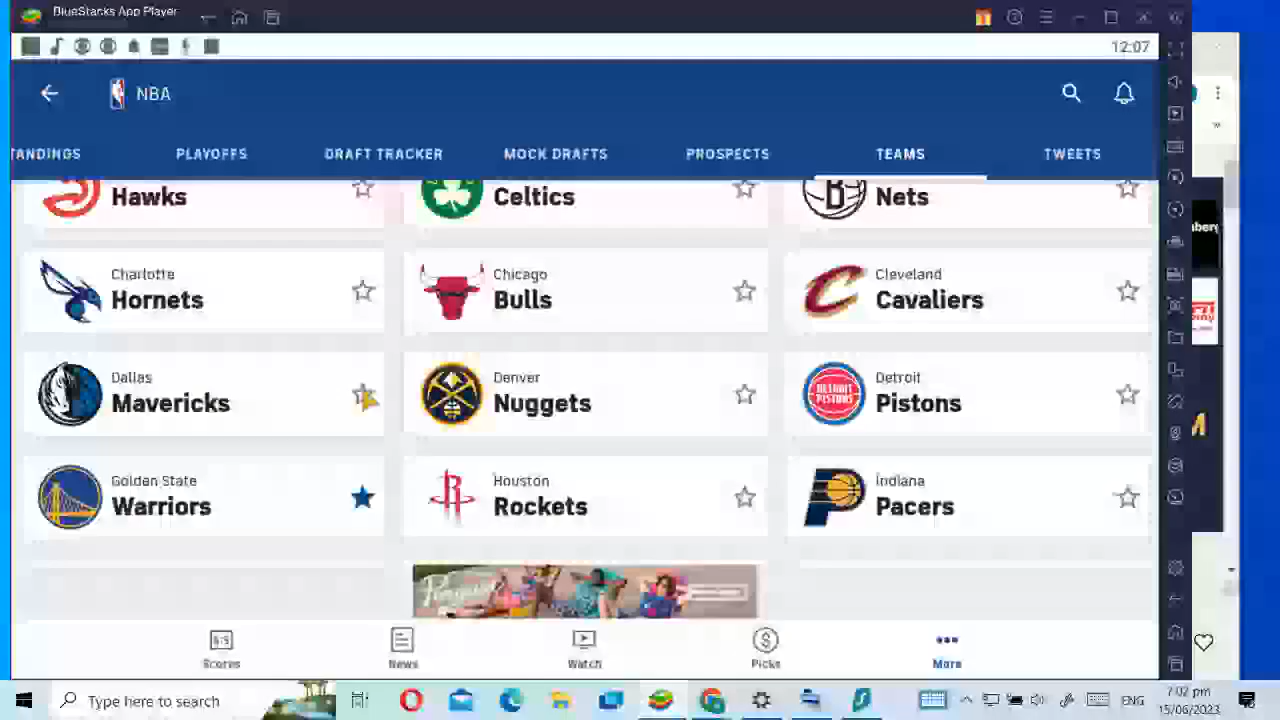 BlueStacks App Player
12:07
NBA
TANDINGS PLAYOFFS DRAFT TRACKER MOCK DRAFTS PROSPECTS TEAMS TWEETS
Hawks Celtics Nets
Charlotte Chicago Cleveland
Hornets Bulls Cavaliers
Dallas Denver Detroit
Mavericks Nuggets Pistons
Golden State Houston Indiana
Warriors Rockets Pacers
Scores News Watch Picks More
Type here to search
ENG
7:02 pm
15/06/2023